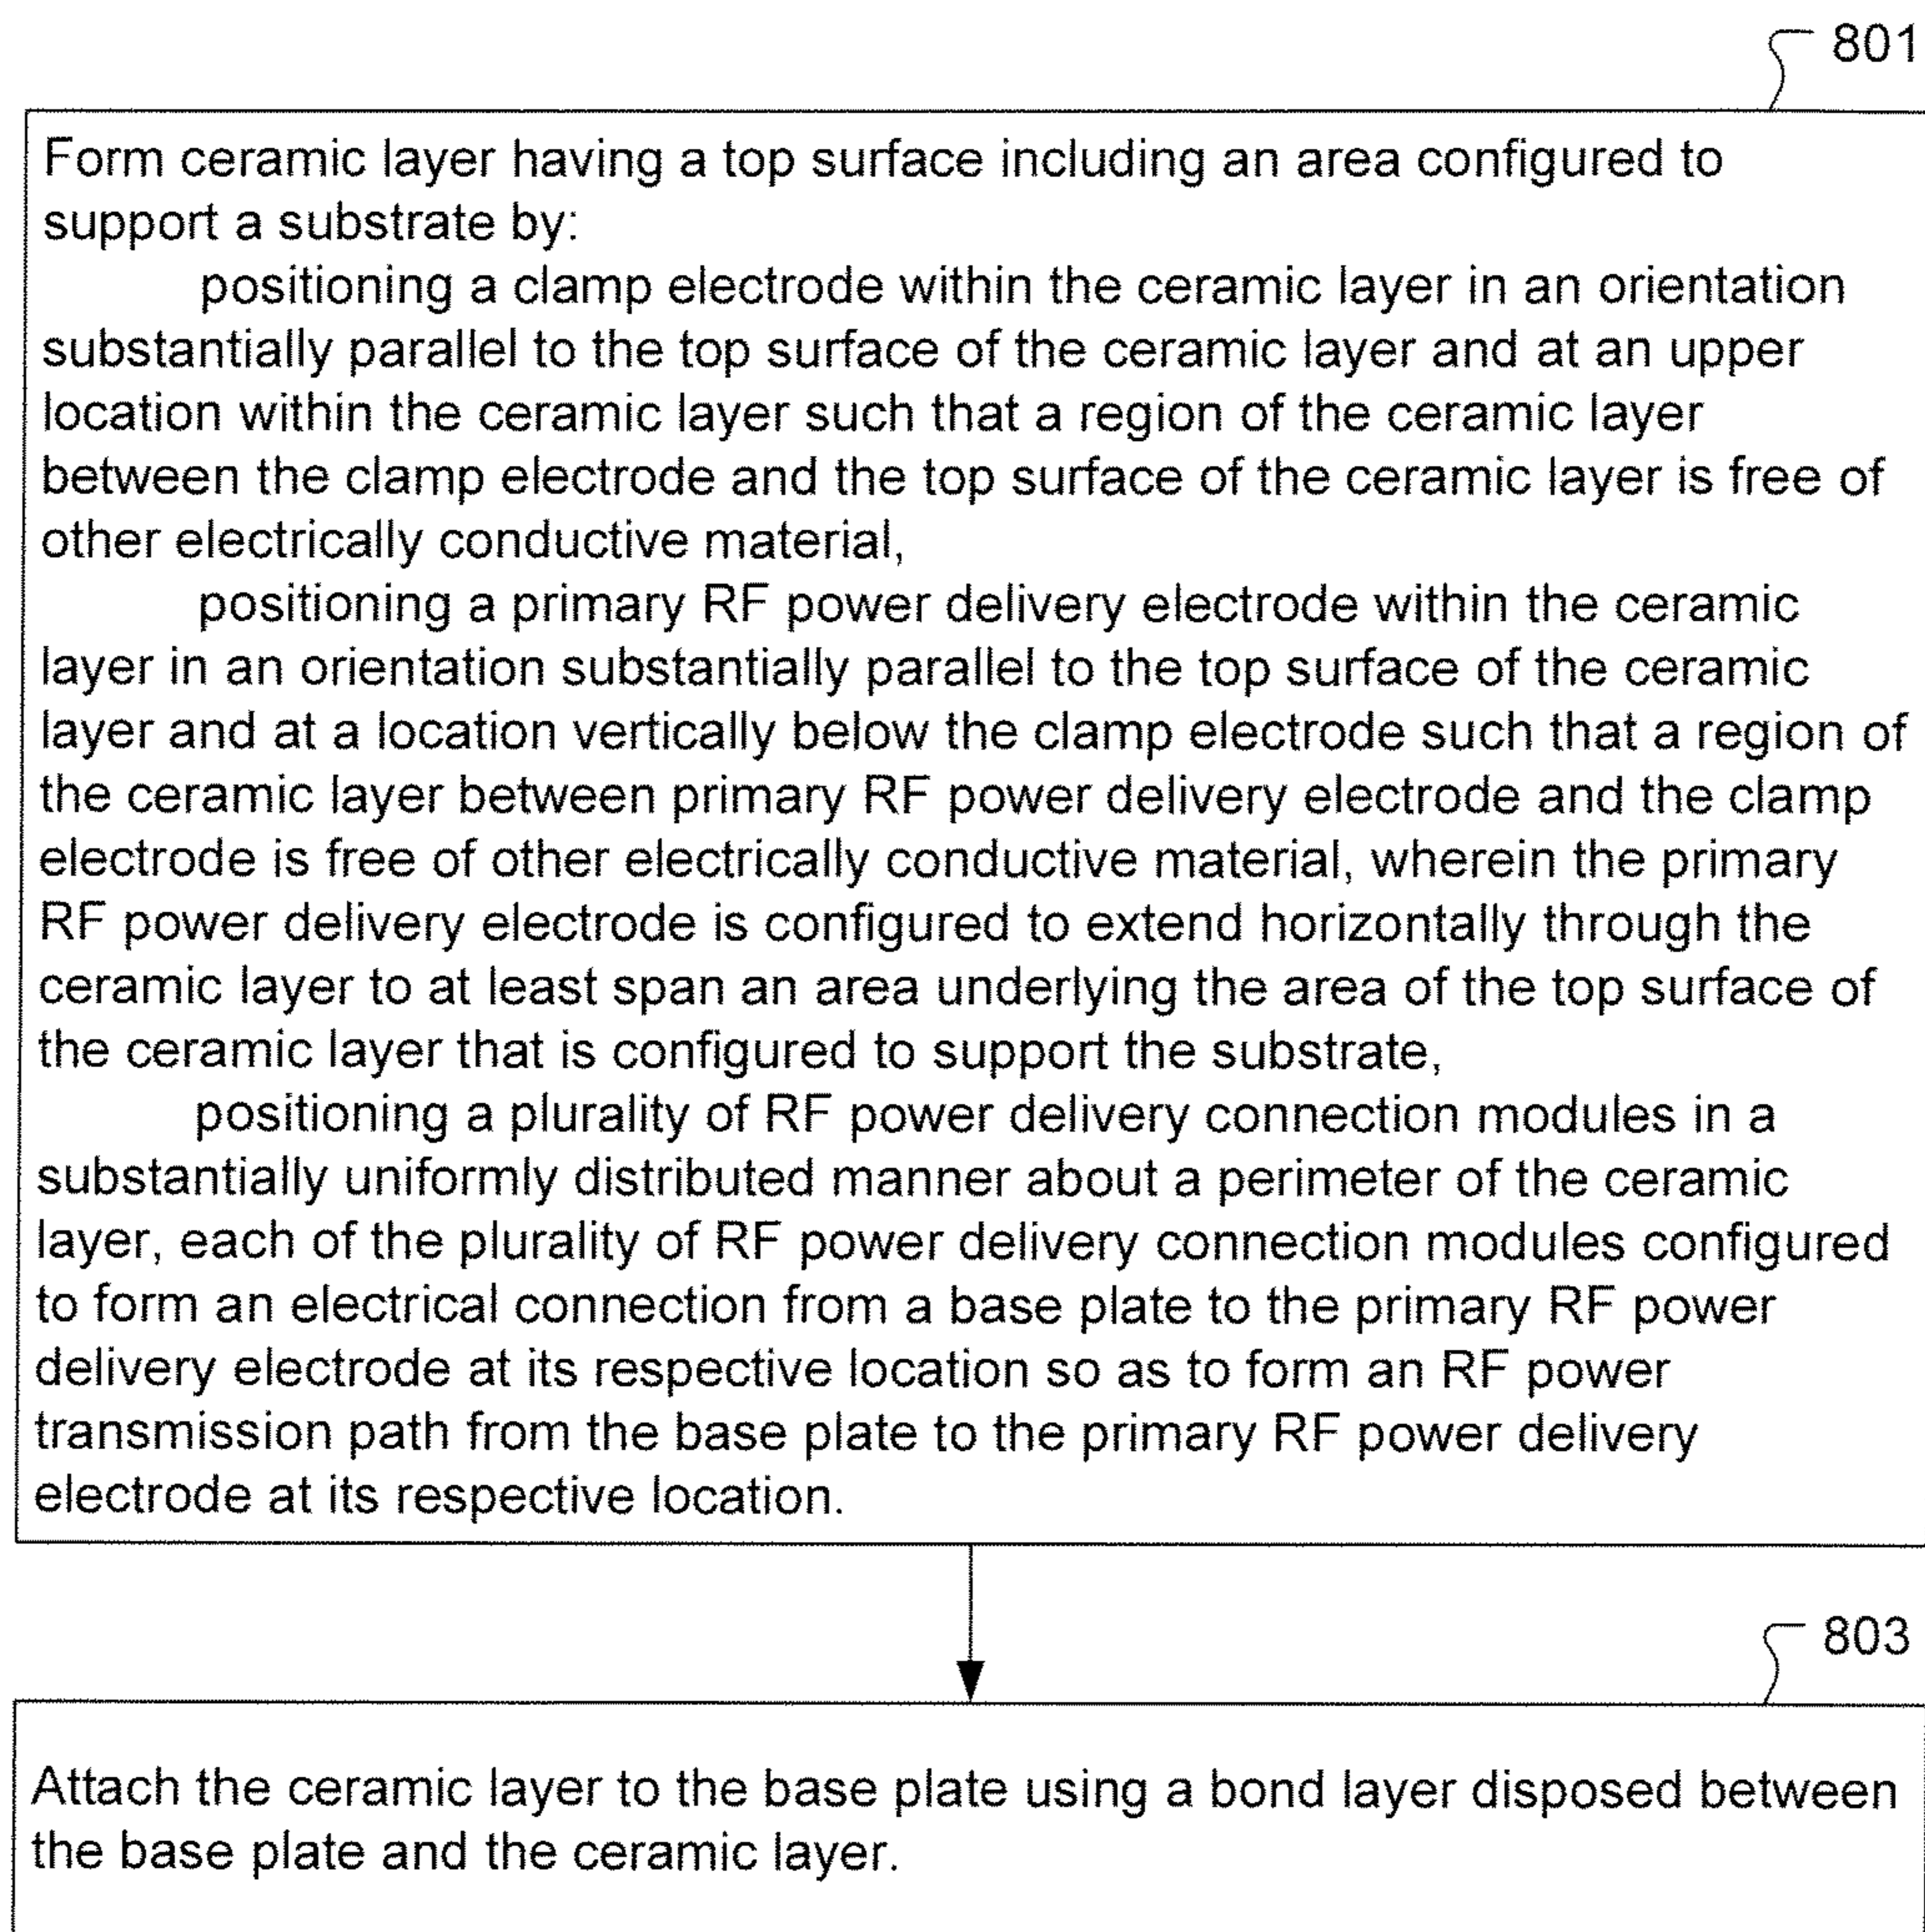 801
Form ceramic layer having a top surface including an area configured to
support a substrate by:
positioning a clamp electrode within the ceramic layer in an orientation
substantially parallel to the top surface of the ceramic layer and at an upper
location within the ceramic layer such that a region of the ceramic layer
between the clamp electrode and the top surface of the ceramic layer is free of
other electrically conductive material,
positioning a primary RF power delivery electrode within the ceramic
layer in an orientation substantially parallel to the top surface of the ceramic
layer and at a location vertically below the clamp electrode such that a region of
the ceramic layer between primary RF power delivery electrode and the clamp
electrode is free of other electrically conductive material, wherein the primary
RF power delivery electrode is configured to extend horizontally through the
ceramic layer to at least span an area underlying the area of the top surface of
the ceramic layer that is configured to support the substrate,
positioning a plurality of RF power delivery connection modules in a
substantially uniformly distributed manner about a perimeter of the ceramic
layer, each of the plurality of RF power delivery connection modules configured
to form an electrical connection from a base plate to the primary RF power
delivery electrode at its respective location so as to form an RF power
transmission path from the base plate to the primary RF power delivery
electrode at its respective location.
803
Attach the ceramic layer to the base plate using a bond layer disposed between
the base plate and the ceramic layer.